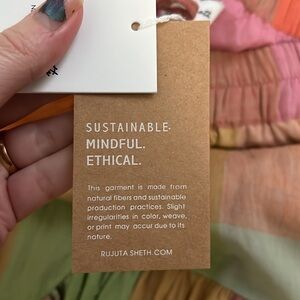 SUSTAINABLE.
MINDFUL.
ETHICAL.
This garment is made from
natural fibers and sustainable
production practices. Slight
irregularities in color, weave,
or print may occur due to its
nature.
RUJUTA SHETH.COM